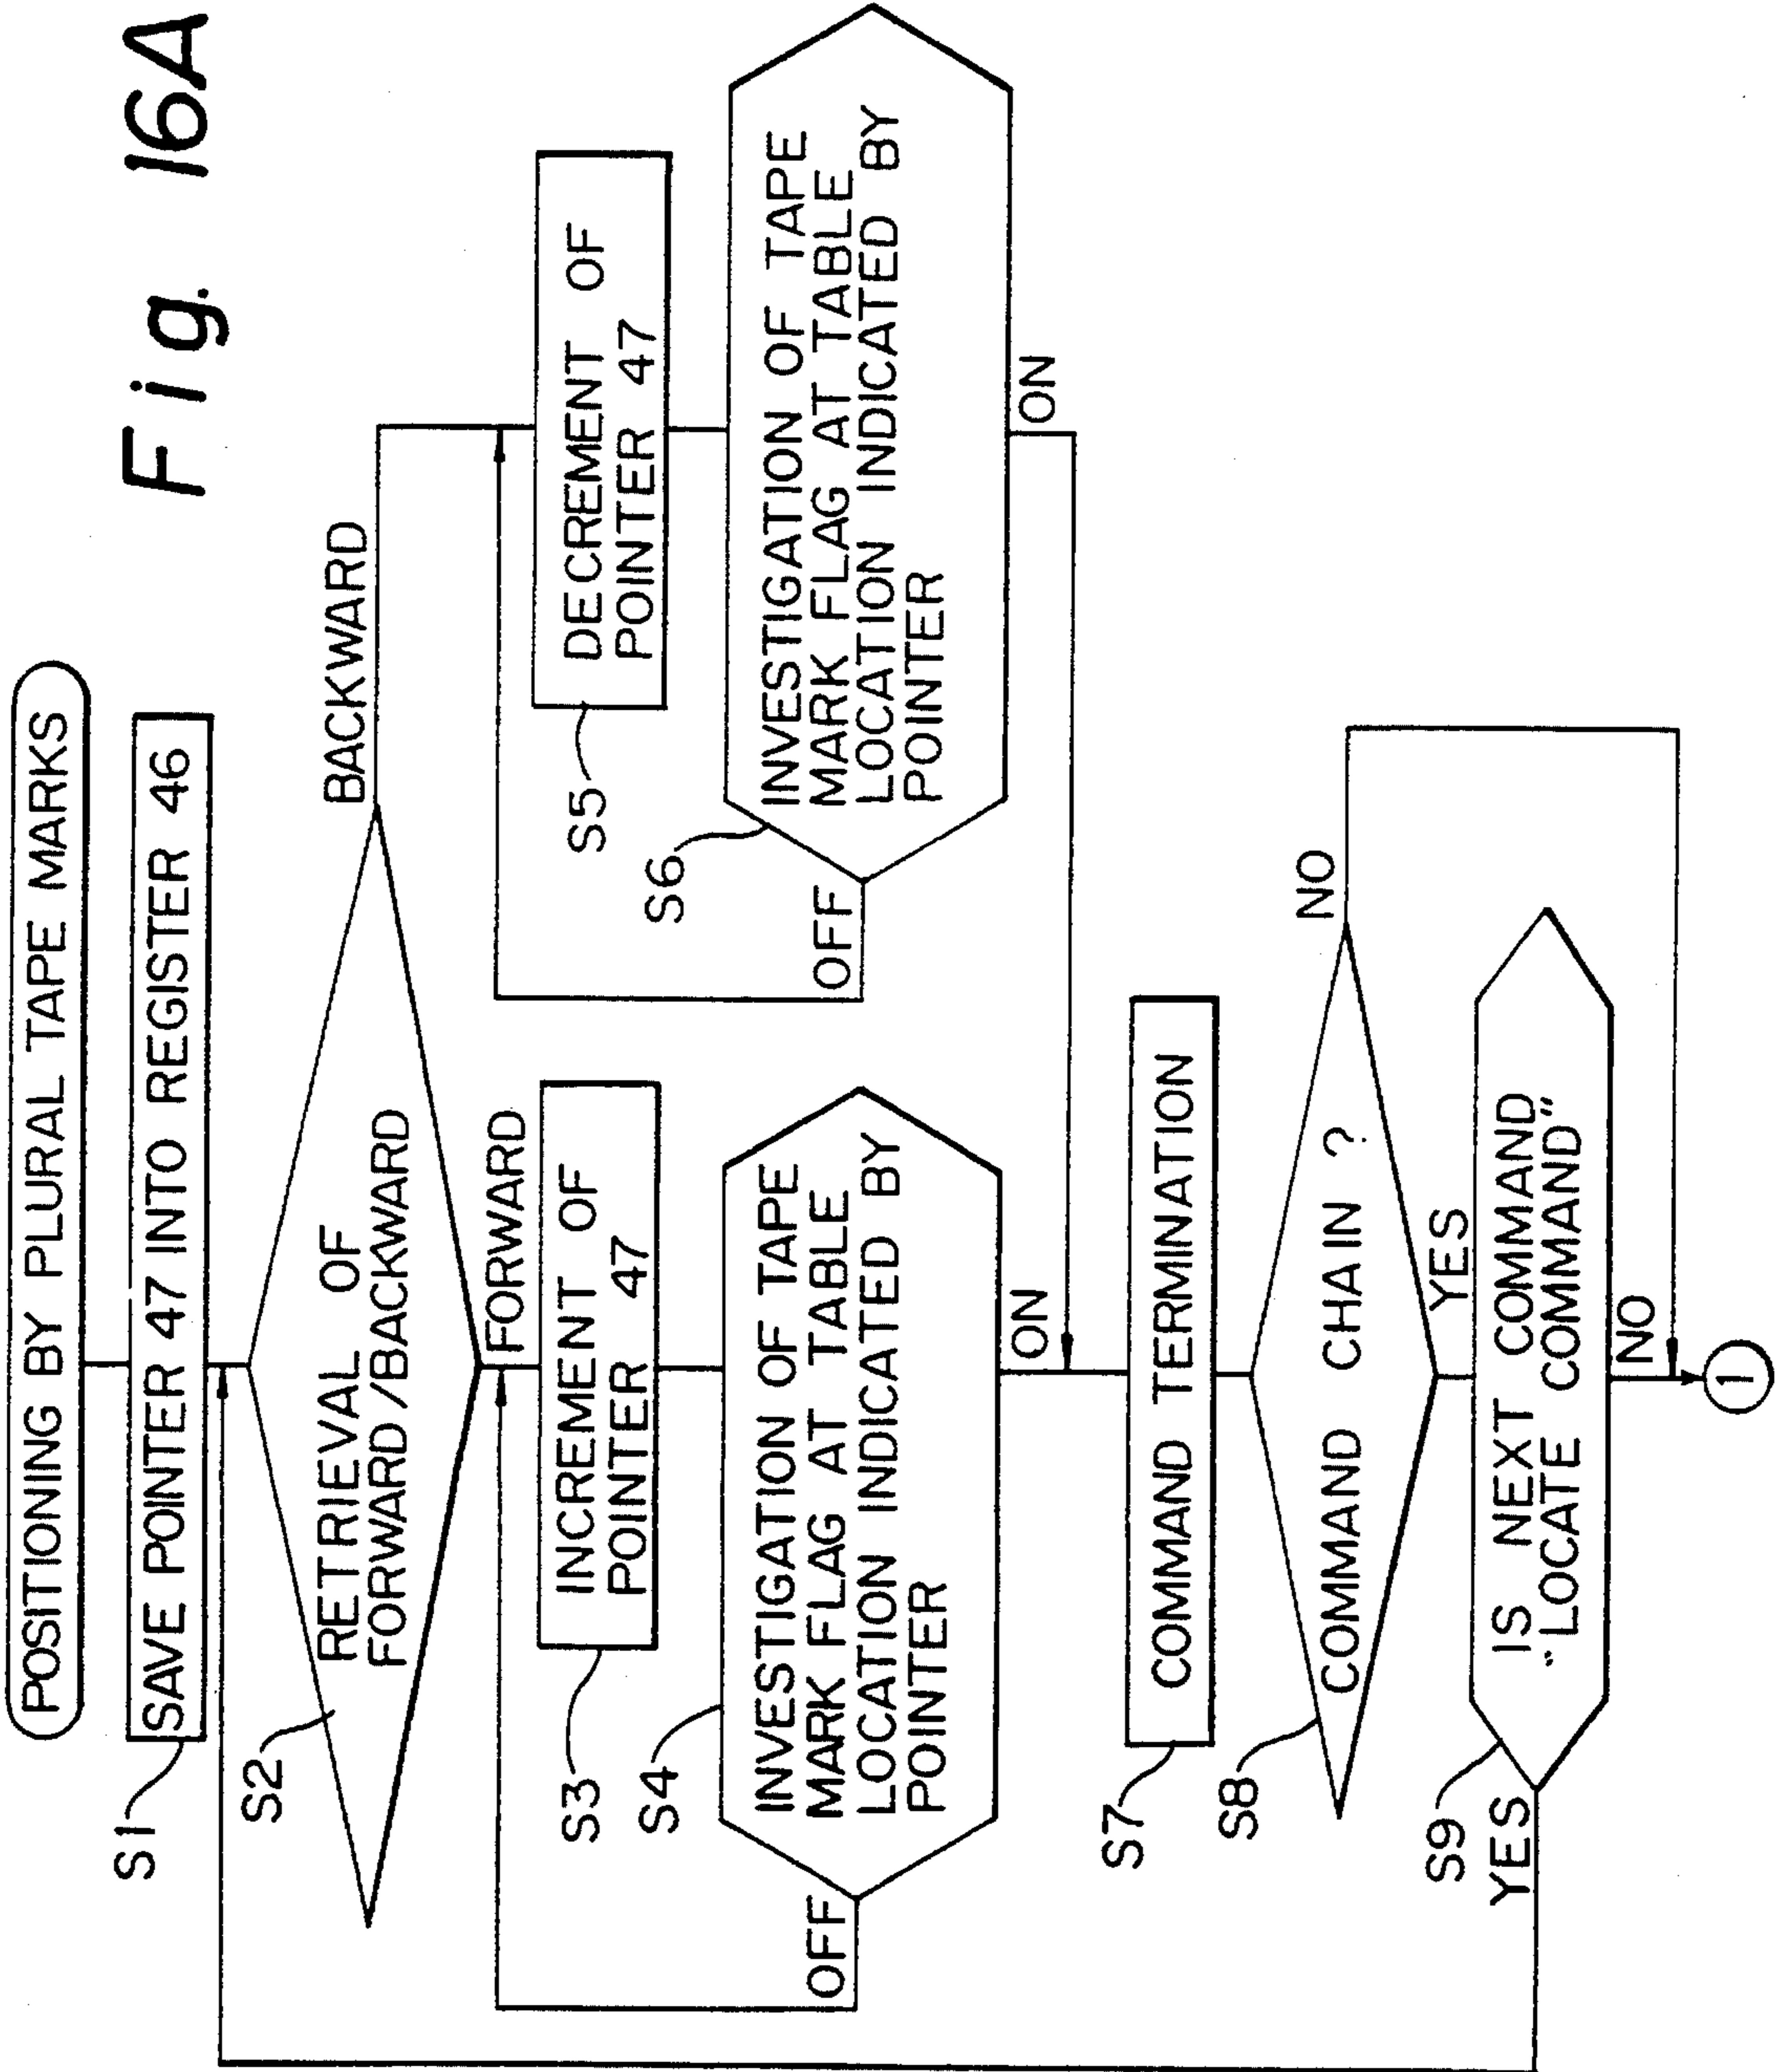 Fig. 16A
POSITIONING BY PLURAL TAPE MARKS
S1
SAVE POINTER 47 INTO REGISTER 46
S2
RETRIEVAL OF
FORWARD/BACKWARD
BACKWARD
FORWARD
S3
INCREMENT OF
POINTER 47
S4
INVESTIGATION OF TAPE
MARK FLAG AT TABLE
LOCATION INDICATED BY
POINTER
OFF
ON
S5
DECREMENT OF
POINTER 47
S6
INVESTIGATION OF TAPE
MARK FLAG AT TABLE
LOCATION INDICATED BY
POINTER
OFF
ON
S7
COMMAND TERMINATION
S8
COMMAND CHAIN ?
NO
YES
S9
IS NEXT COMMAND
"LOCATE COMMAND"
YES
NO
1